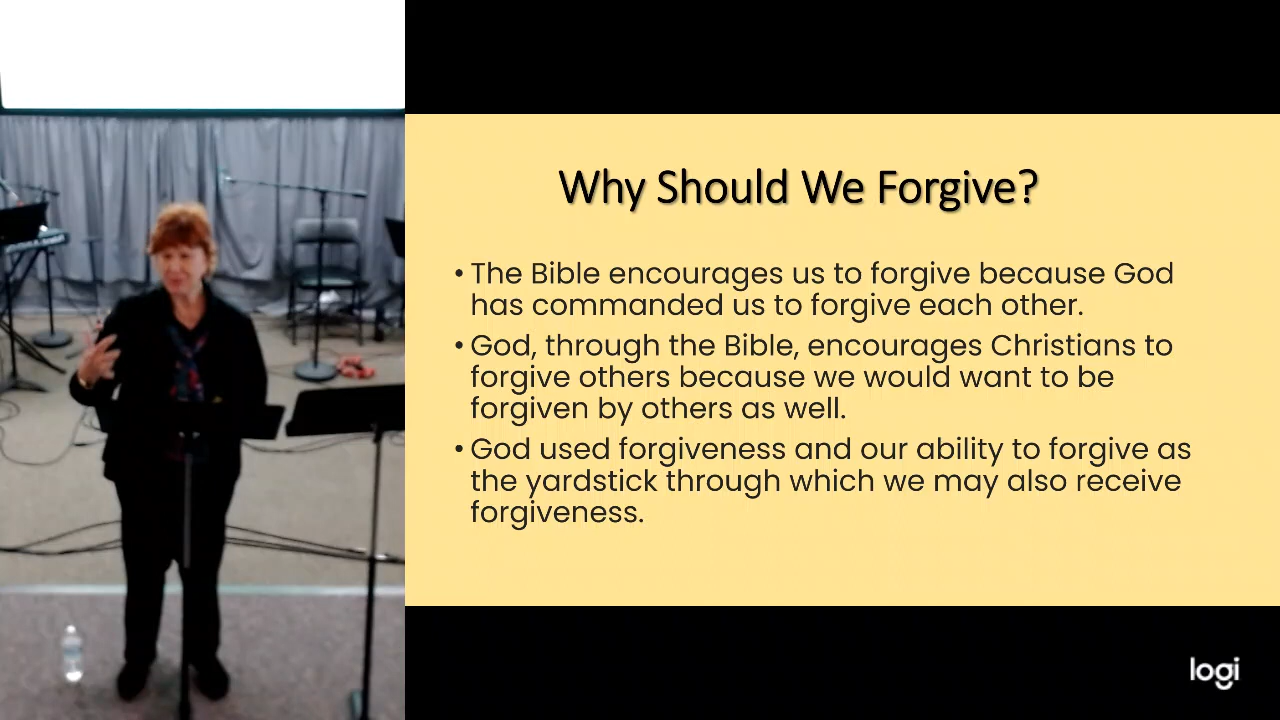 Why Should We Forgive?
• The Bible encourages us to forgive because God
has commanded us to forgive each other.
• God, through the Bible, encourages Christians to
forgive others because we would want to be
forgiven by others as well.
• God used forgiveness and our ability to forgive as
the yardstick through which we may also receive
forgiveness.
logi